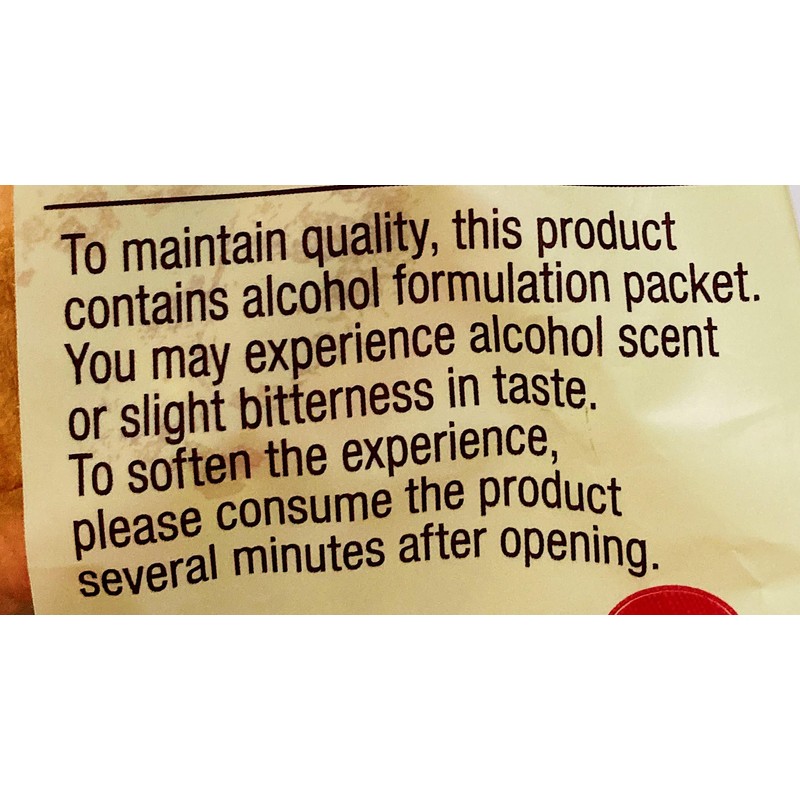 To maintain quality, this product
contains alcohol formulation packet.
You may experience alcohol scent
or slight bitterness in taste.
To soften the experience,
please consume the product
several minutes after opening.